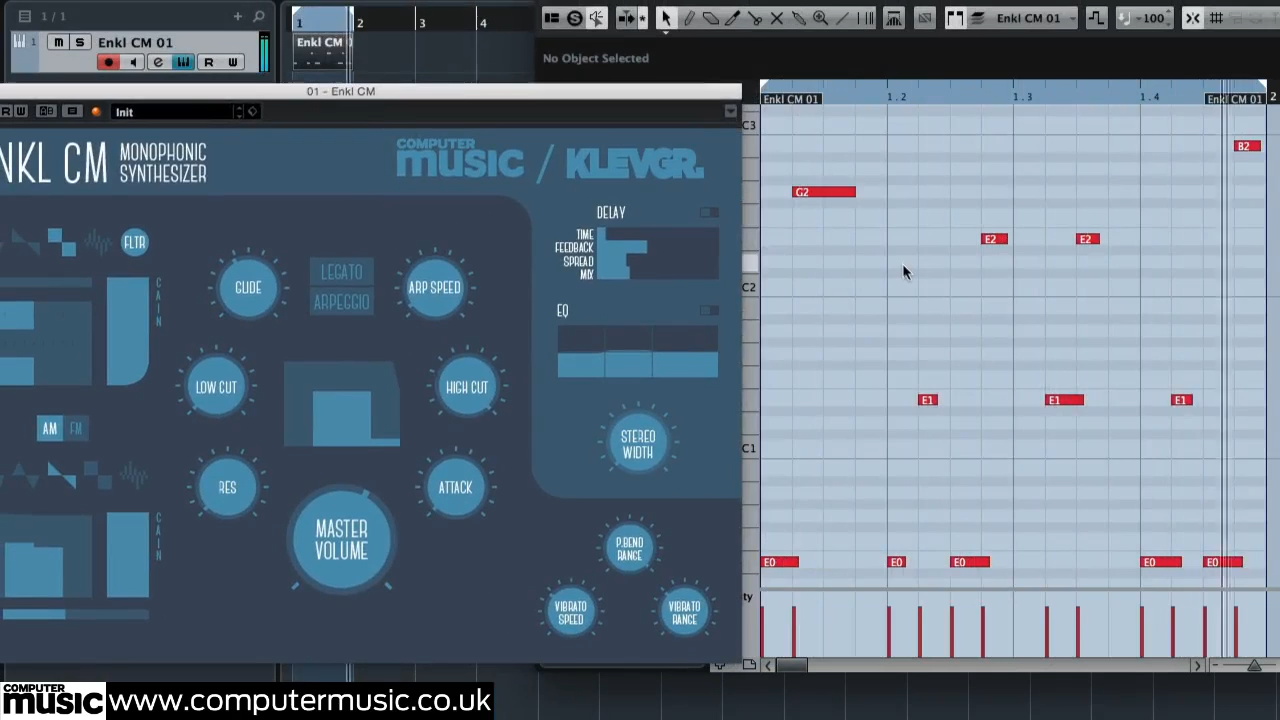 1 / 1
1 2 3 4
Enkl CM 01
-100
1
M S Enkl CM 01
Enkl CM
R W
No Object Selected
01 - Enkl CM
R W
Init
Enkl CM 01
1.2 1.3 1.4
Enkl CM 01
2
NKL CM MONOPHONIC
SYNTHESIZER
COMPUTER
music / KLEVGR.
FLTR
GAIN
GLIDE
LEGATO
ARPEGGIO
ARP SPEED
LOW CUT
HIGH CUT
AM FM
RES
ATTACK
GAIN
MASTER
VOLUME
DELAY
TIME
FEEDBACK
SPREAD
MIX
EQ
STEREO
WIDTH
P.BEND
RANGE
VIBRATO
SPEED
VIBRATO
RANGE
C3
B2
G2
E2 E2
C2
E1 E1 E1
C1
E0 E0 E0 E0 E0
ty
COMPUTER
music www.computermusic.co.uk